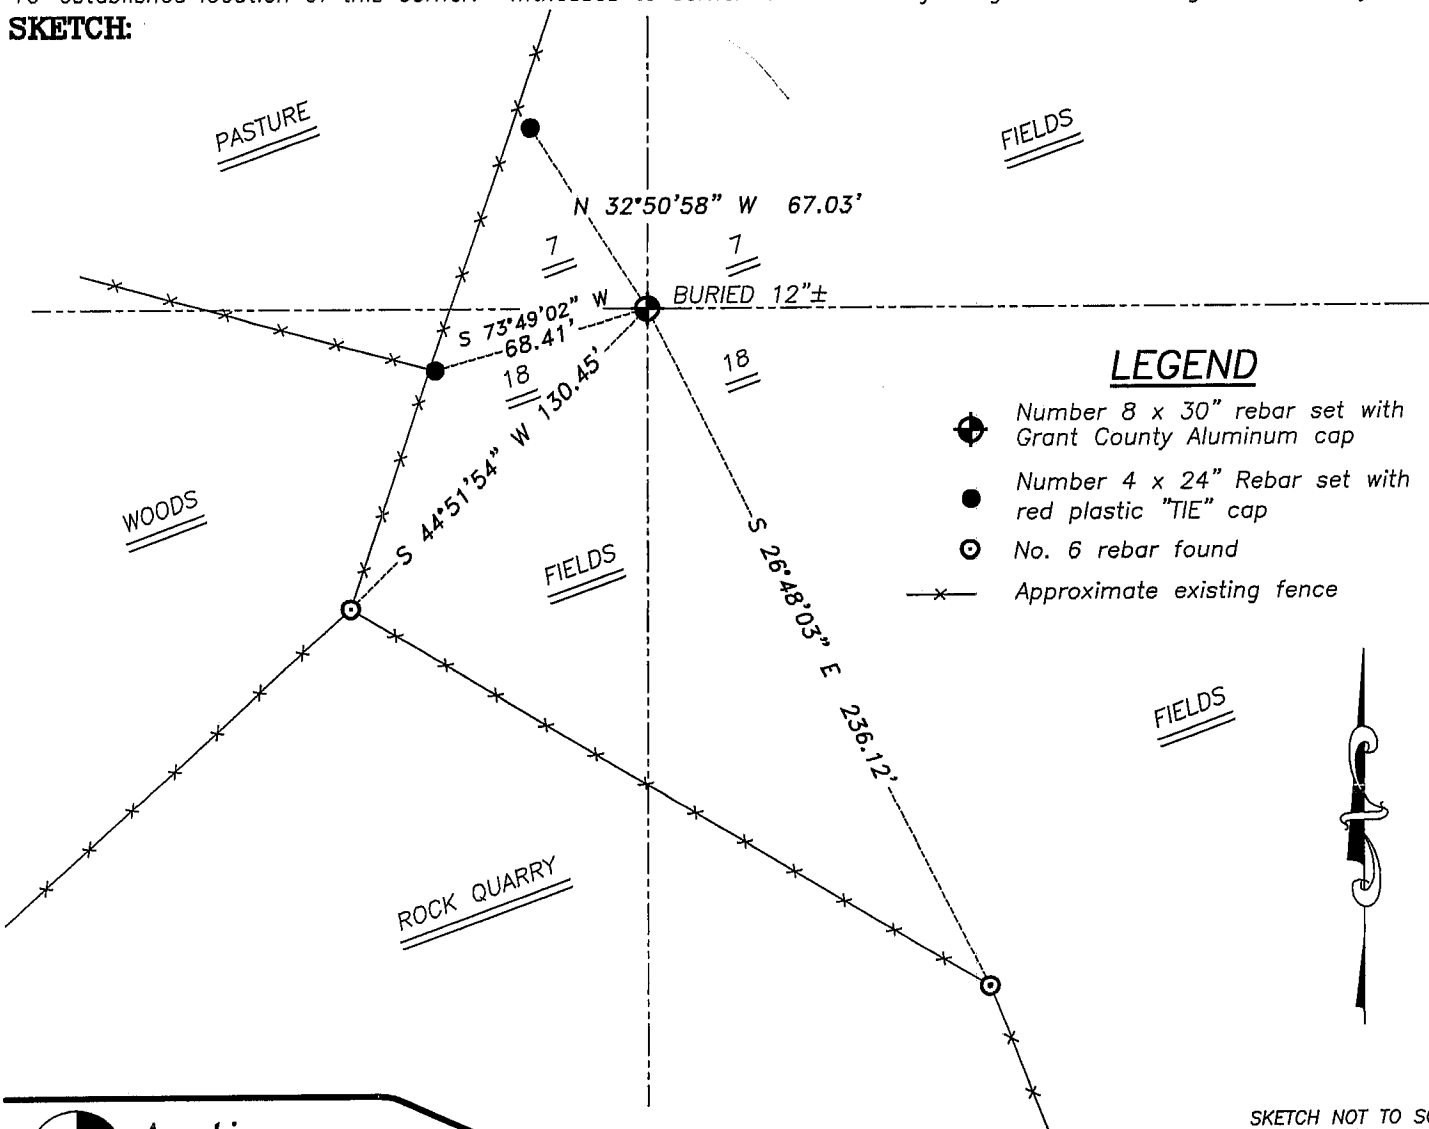 SKETCH:
PASTURE
FIELDS
N 32°50'58" W 67.03'
7
7
BURIED 12"±
S 73°49'02" W
68.41'
18
18
S 44°51'54" W 130.45'
LEGEND
Number 8 x 30" rebar set with
Grant County Aluminum cap
Number 4 x 24" Rebar set with
red plastic "TIE" cap
No. 6 rebar found
Approximate existing fence
WOODS
FIELDS
S 26°48'03" E 236.12'
FIELDS
ROCK QUARRY
SKETCH NOT TO